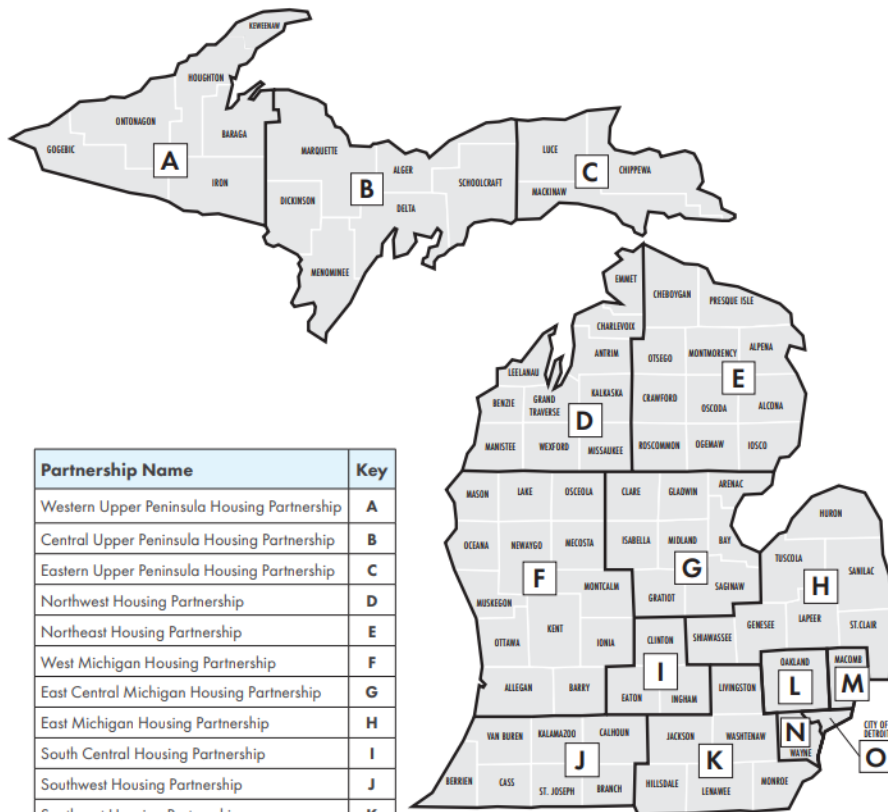 KEWEENAW
HOUGHTON
ONTONAGON
BARAGA
GOGEBIC
A
IRON
MARQUETTE
ALGER
SCHOOLCRAFT
B
DICKINSON
DELTA
MENOMINEE
LUCE
CHIPPEWA
C
MACKINAW
EMMET
CHEBOYGAN
PRESQUE ISLE
CHARLEVOIX
ANTRIM
OTSEGO
MONTMORENCY
ALPENA
LEELANAU
E
KALKASKA
BENZIE
GRAND
TRAVERSE
CRAWFORD
OSCODA
ALCONA
D
MANISTEE
WEXFORD
MISSAUKEE
ROSCOMMON
OGEMAW
IOSCO
Partnership Name Key
Western Upper Peninsula Housing Partnership A
Central Upper Peninsula Housing Partnership B
Eastern Upper Peninsula Housing Partnership C
Northwest Housing Partnership D
Northeast Housing Partnership E
West Michigan Housing Partnership F
East Central Michigan Housing Partnership G
East Michigan Housing Partnership H
South Central Housing Partnership I
Southwest Housing Partnership J
MASON
LAKE
OSCEOLA
CLARE
GLADWIN
ARENAC
HURON
OCEANA
NEWAYGO
MECOSTA
ISABELLA
MIDLAND
BAY
TUSCOLA
SANILAC
F
G
H
MONTCALM
SAGINAW
MUSKEGON
GRATIOT
LAPEER
ST.CLAIR
GENESEE
KENT
OTTAWA
IONIA
CLINTON
SHIAWASSEE
I
OAKLAND
MACOMB
L
M
ALLEGAN
BARRY
EATON
INGHAM
LIVINGSTON
CITY OF
DETROIT
O
N
WAYNE
VAN BUREN
KALAMAZOO
CALHOUN
JACKSON
WASHTENAW
J
K
BERRIEN
CASS
ST. JOSEPH
BRANCH
HILLSDALE
LENAWEE
MONROE